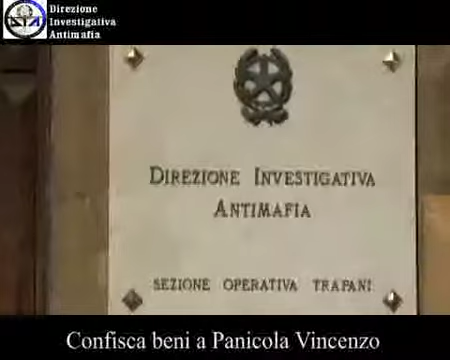 Direzione
Investigativa
Antimafia
DIREZIONE INVESTIGATIVA
ANTIMAFIA
SEZIONE OPERATIVA TRAPANI
Confisca beni a Panicola Vincenzo